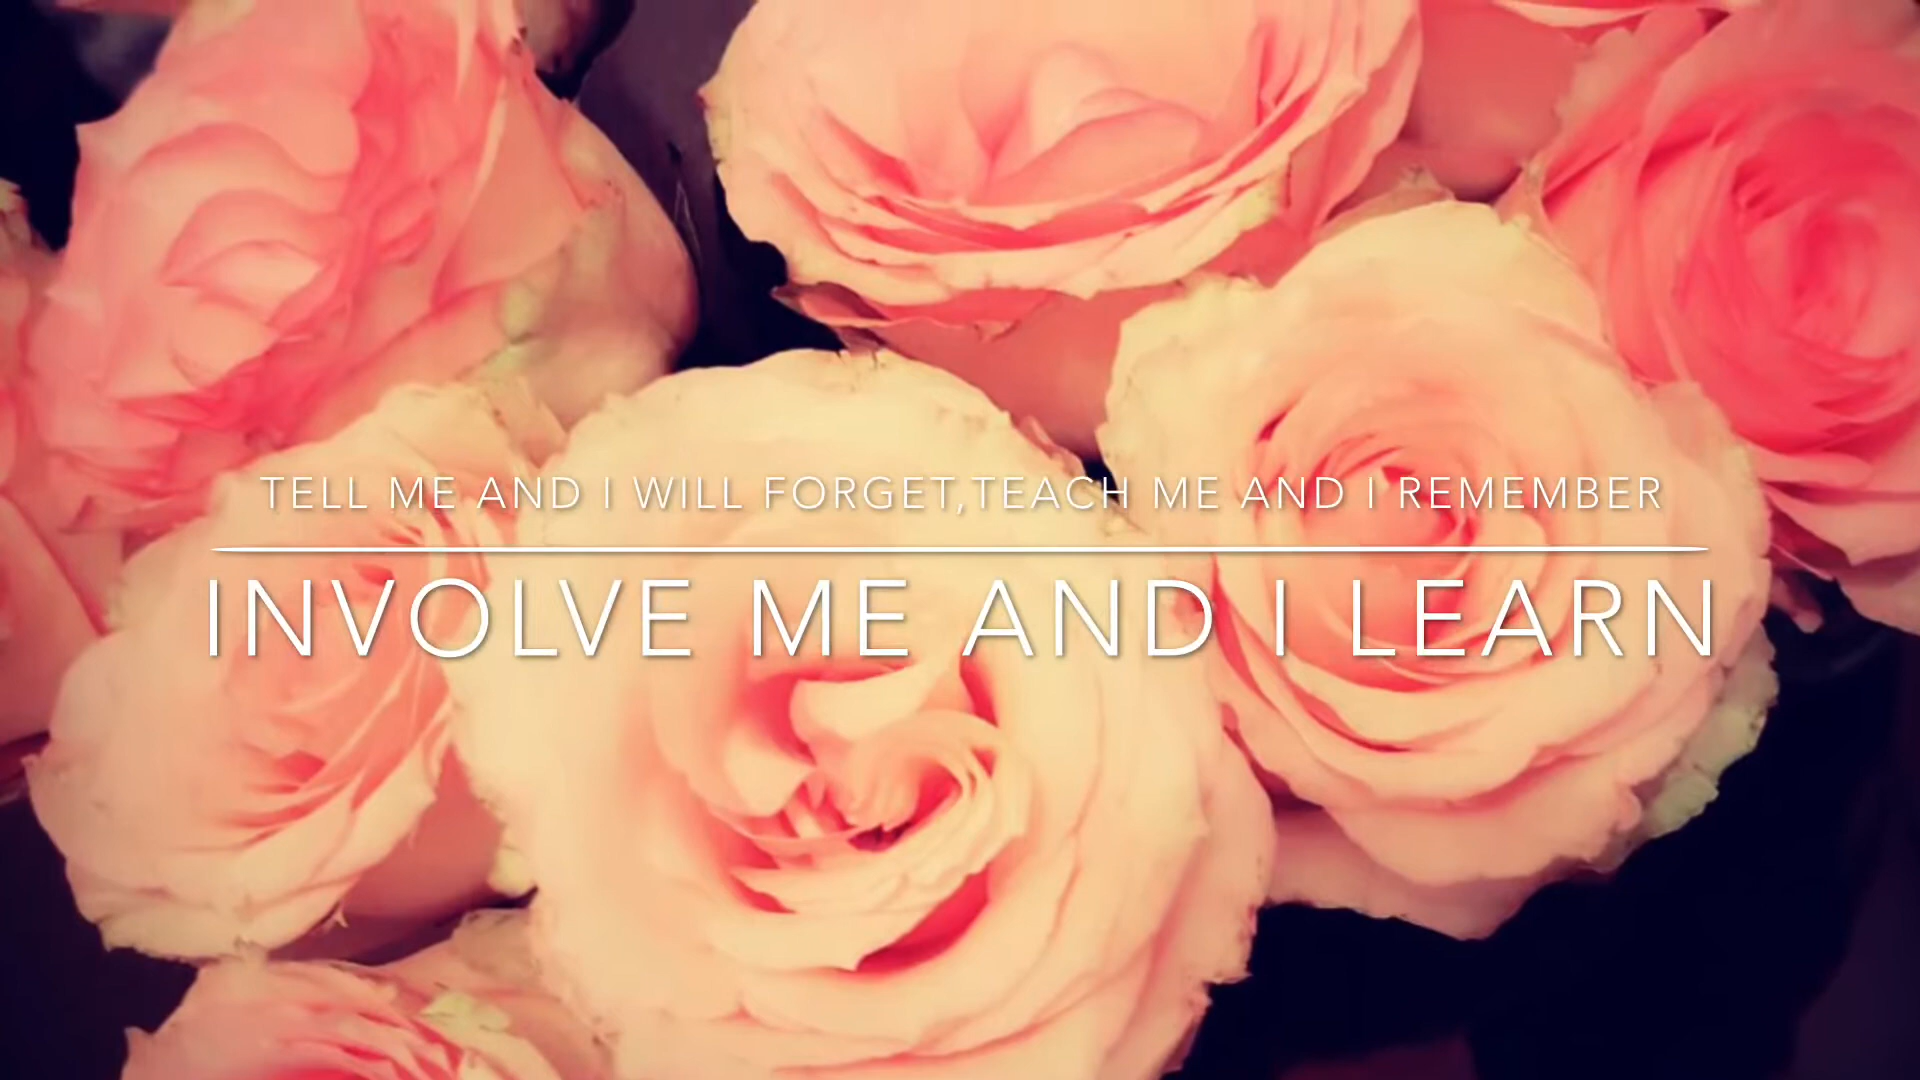 TELL ME AND I WILL FORGET,TEACH ME AND I REMEMBER
INVOLVE ME AND I LEARN